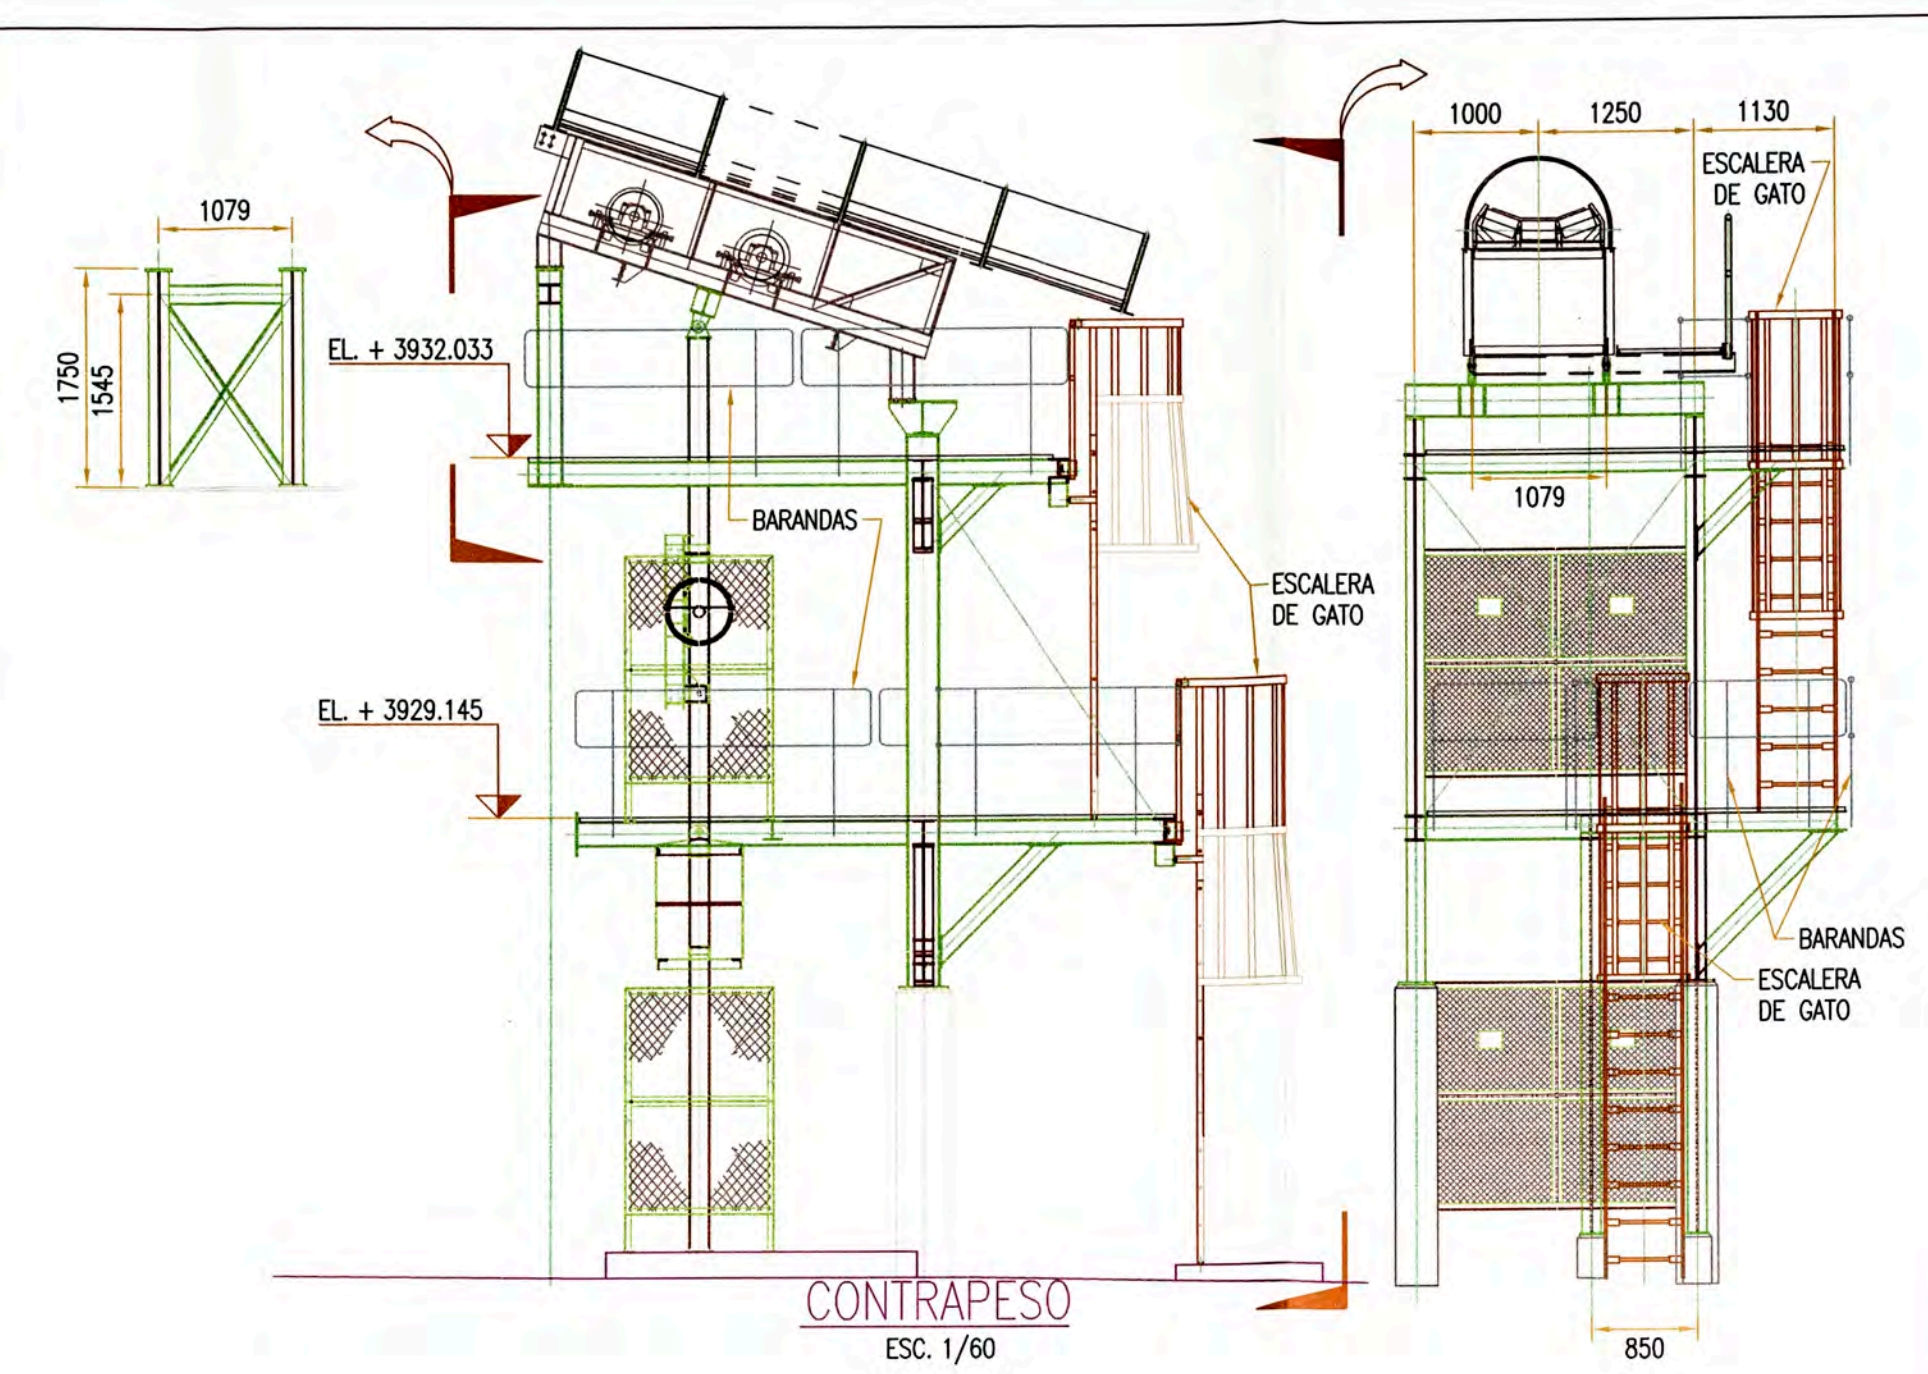 1079
1750
1545
EL. + 3932.033
BARANDAS
EL. + 3929.145
ESCALERA
DE GATO
1000
1250
1130
ESCALERA
DE GATO
1079
BARANDAS
ESCALERA
DE GATO
850
CONTRAPESO
ESC. 1/60